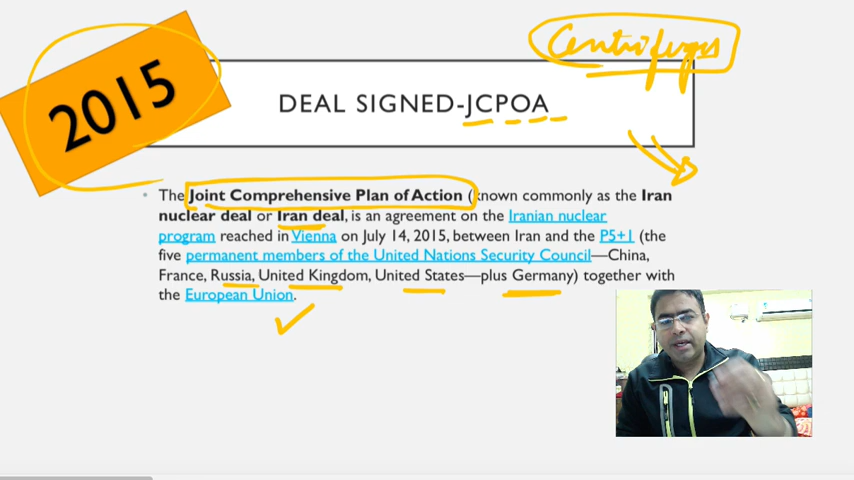 2015
Centrifuges
DEAL SIGNED-JCPOA
• The Joint Comprehensive Plan of Action (known commonly as the Iran
nuclear deal or Iran deal, is an agreement on the Iranian nuclear
program reached in Vienna on July 14, 2015, between Iran and the P5+1 (the
five permanent members of the United Nations Security Council—China,
France, Russia, United Kingdom, United States—plus Germany) together with
the European Union.